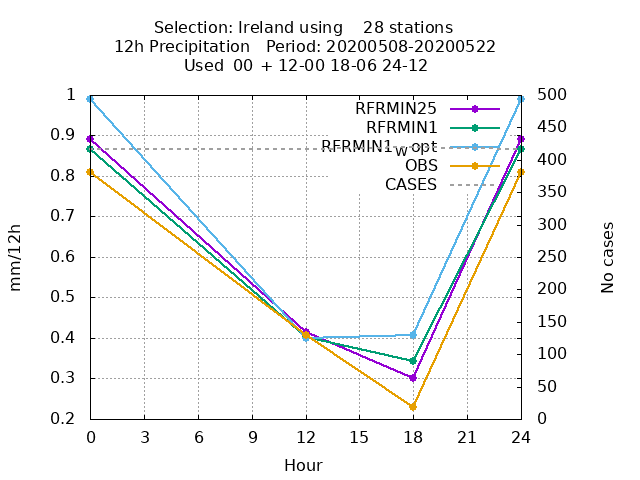 Selection: Ireland using 28 stations
12h Precipitation Period: 20200508-20200522
Used 00 + 12-00 18-06 24-12
1
0.9
0.8
0.7
0.6
0.5
0.4
0.3
0.2
mm/12h
RFRMIN25
RFRMIN1
RFRMIN1w opt
OBS
CASES
500
450
400
350
300
250
200
150
100
50
0
No cases
0 3 6 9 12 15 18 21 24
Hour